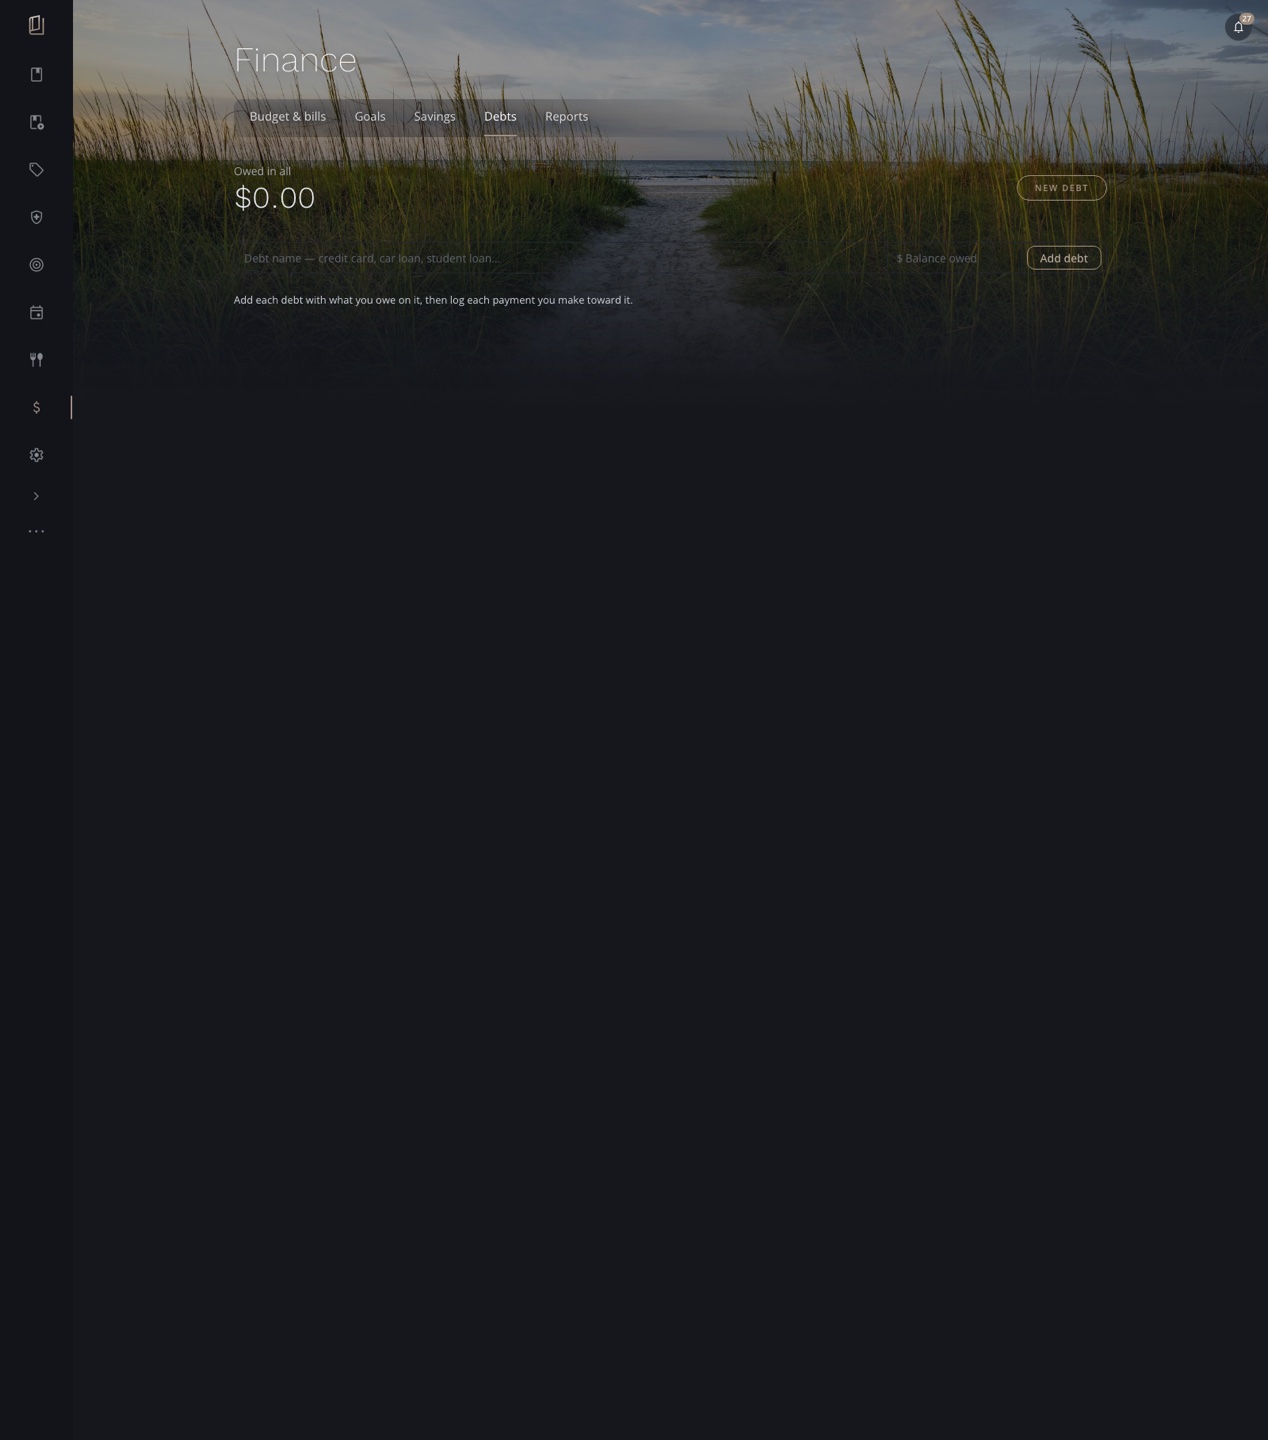 27
Finance
Budget & bills Goals Savings Debts Reports
Owed in all
$0.00
NEW DEBT
Debt name — credit card, car loan, student loan...
$ Balance owed
Add debt
Add each debt with what you owe on it, then log each payment you make toward it.